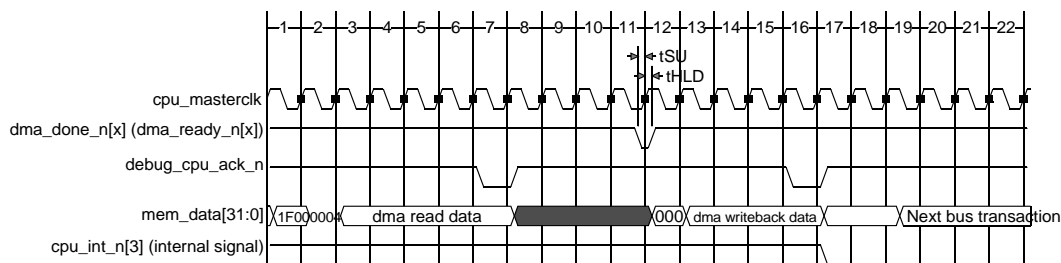 1 2 3 4 5 6 7 8 9 10 11 12 13 14 15 16 17 18 19 20 21 22
tSU
tHLD
cpu_masterclk
dma_done_n[x] (dma_ready_n[x])
debug_cpu_ack_n
mem_data[31:0] 1F000004 dma read data 000 dma writeback data Next bus transaction
cpu_int_n[3] (internal signal)